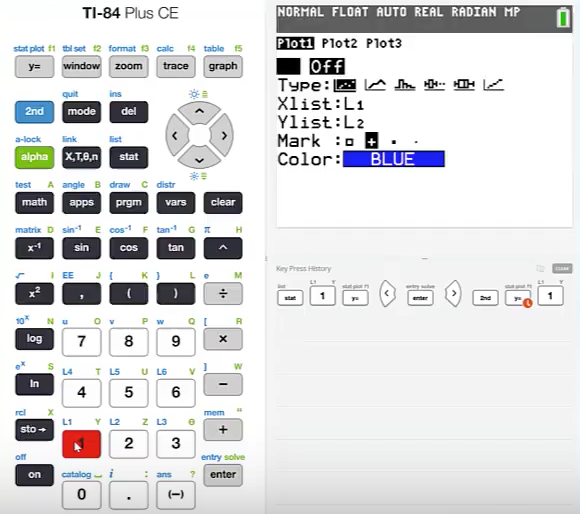 TI-84 Plus CE
stat plot f1 tbl set f2 format f3 calc f4 table f5
y= window zoom trace graph
quit ins
2nd mode del
a-lock link list
alpha X,T,θ,n stat
test A angle B draw C distr
math apps prgm vars clear
matrix D sin⁻¹ E cos⁻¹ F tan⁻¹ G π H
x⁻¹ sin cos tan ^
√ I EE J { K } L e M
x² , ( ) ÷
10ˣ N u O v P w Q [ R
log 7 8 9 ×
eˣ S L4 T L5 U L6 V ] W
ln 4 5 6 −
rcl X L1 Y L2 Z L3 θ mem "
sto→ 1 2 3 +
off catalog i : ans ? entry solve
on 0 . (−) enter
NORMAL FLOAT AUTO REAL RADIAN MP
Plot1 Plot2 Plot3
Off
Type:
Xlist:L1
Ylist:L2
Mark :
Color: BLUE
Key Press History CLEAR
list L1 Y stat plot f1 entry solve stat plot f1 L1 Y
stat 1 y= < enter > 2nd y= 1